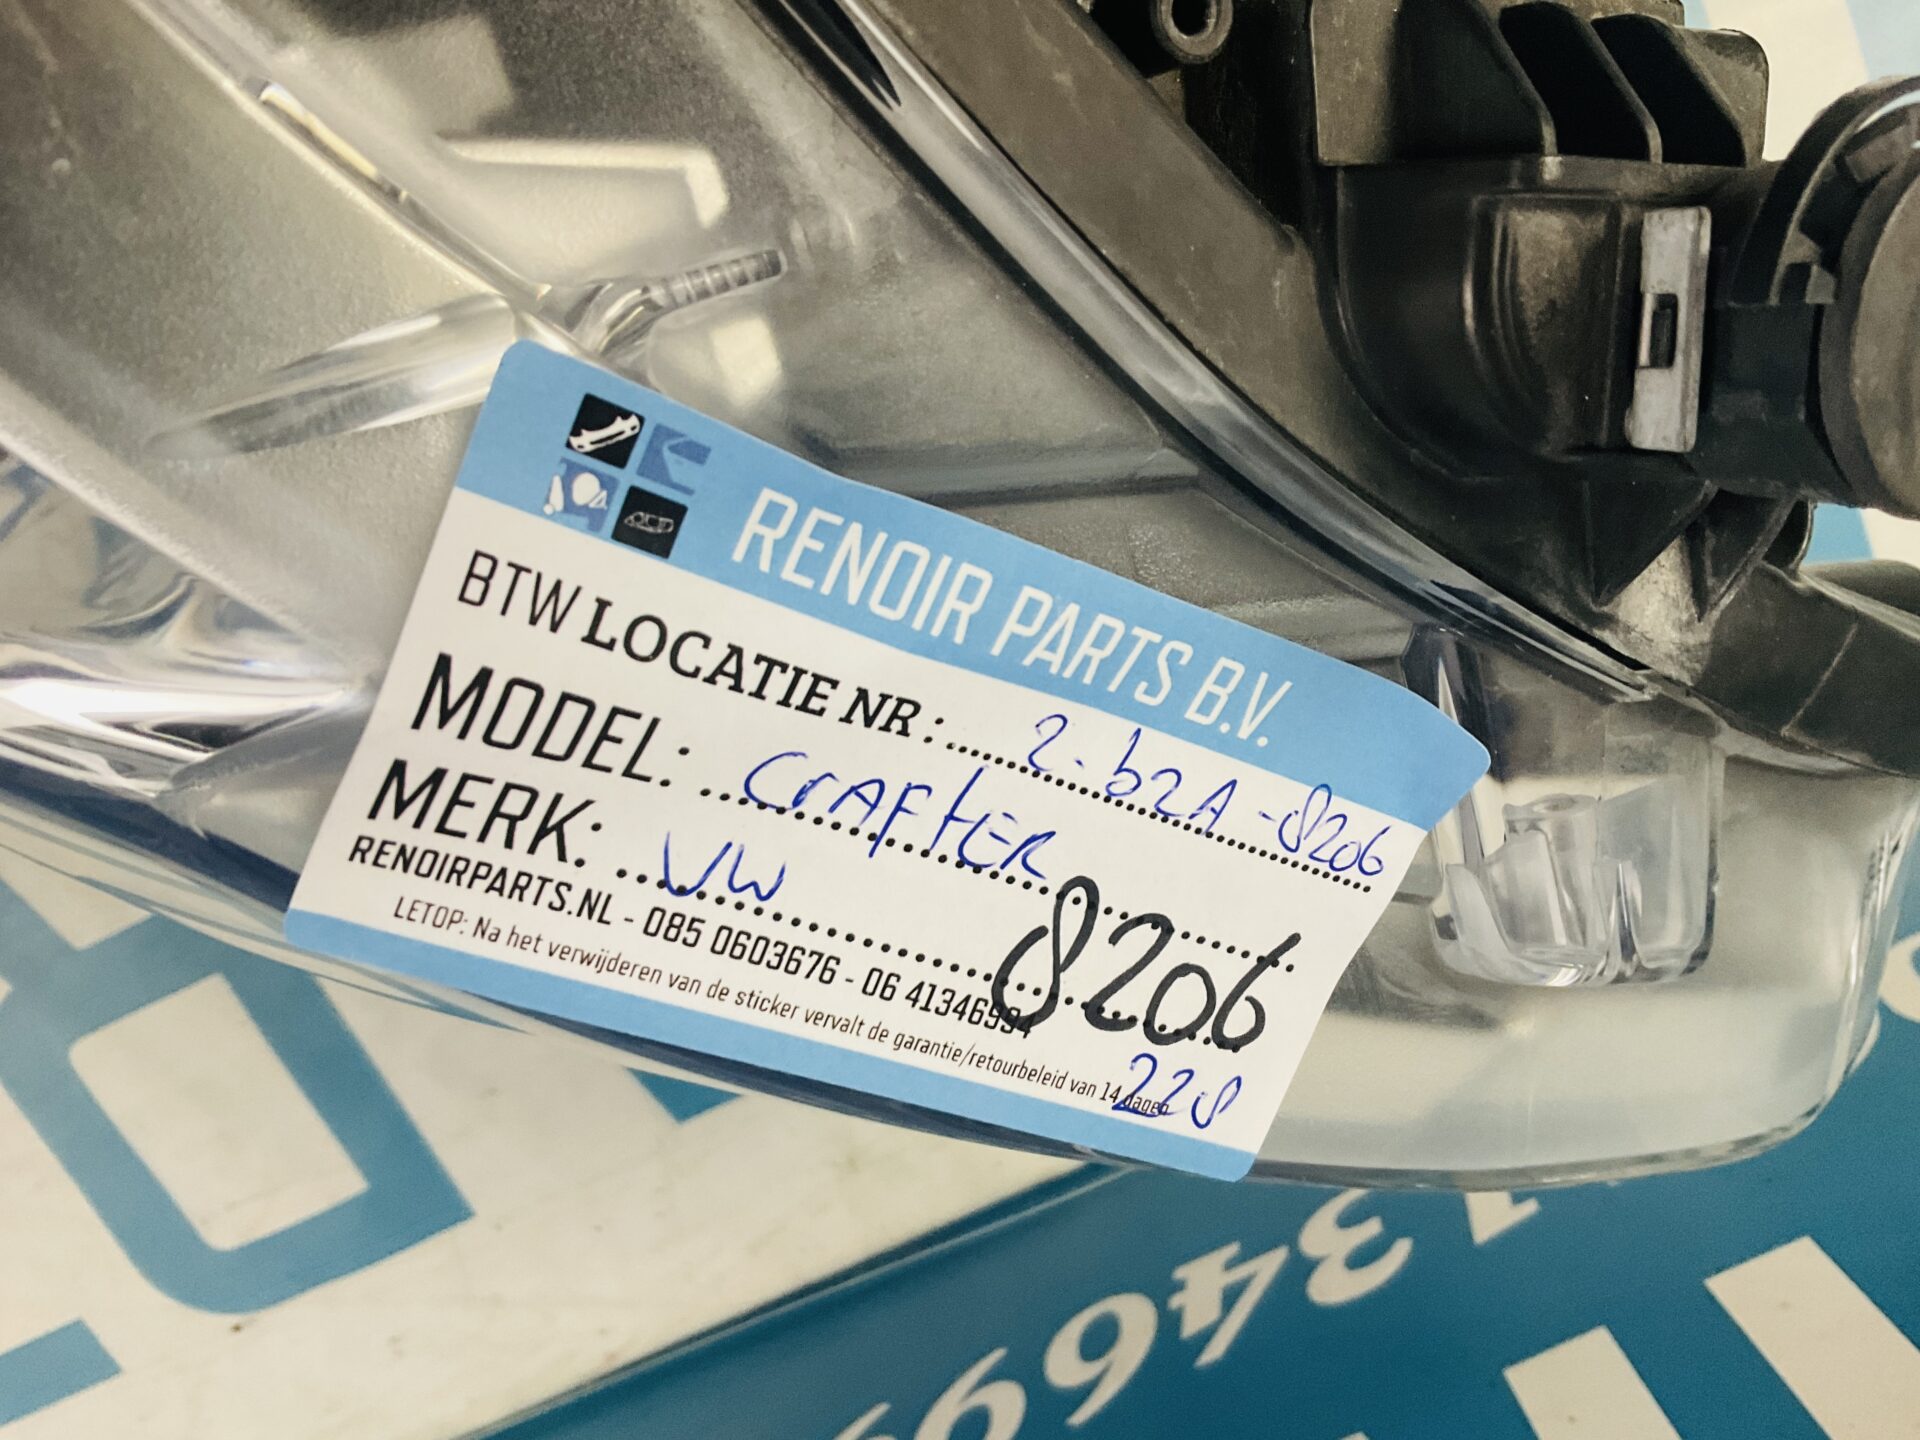 RENOIR PARTS B.V.
BTW LOCATIE NR: 2-b2A-8206
MODEL: CrAFtER
MERK: VW
8206
RENOIRPARTS.NL - 085 0603676 - 06 41346994
LETOP: Na het verwijderen van de sticker vervalt de garantie/retourbeleid van 14 dagen
228